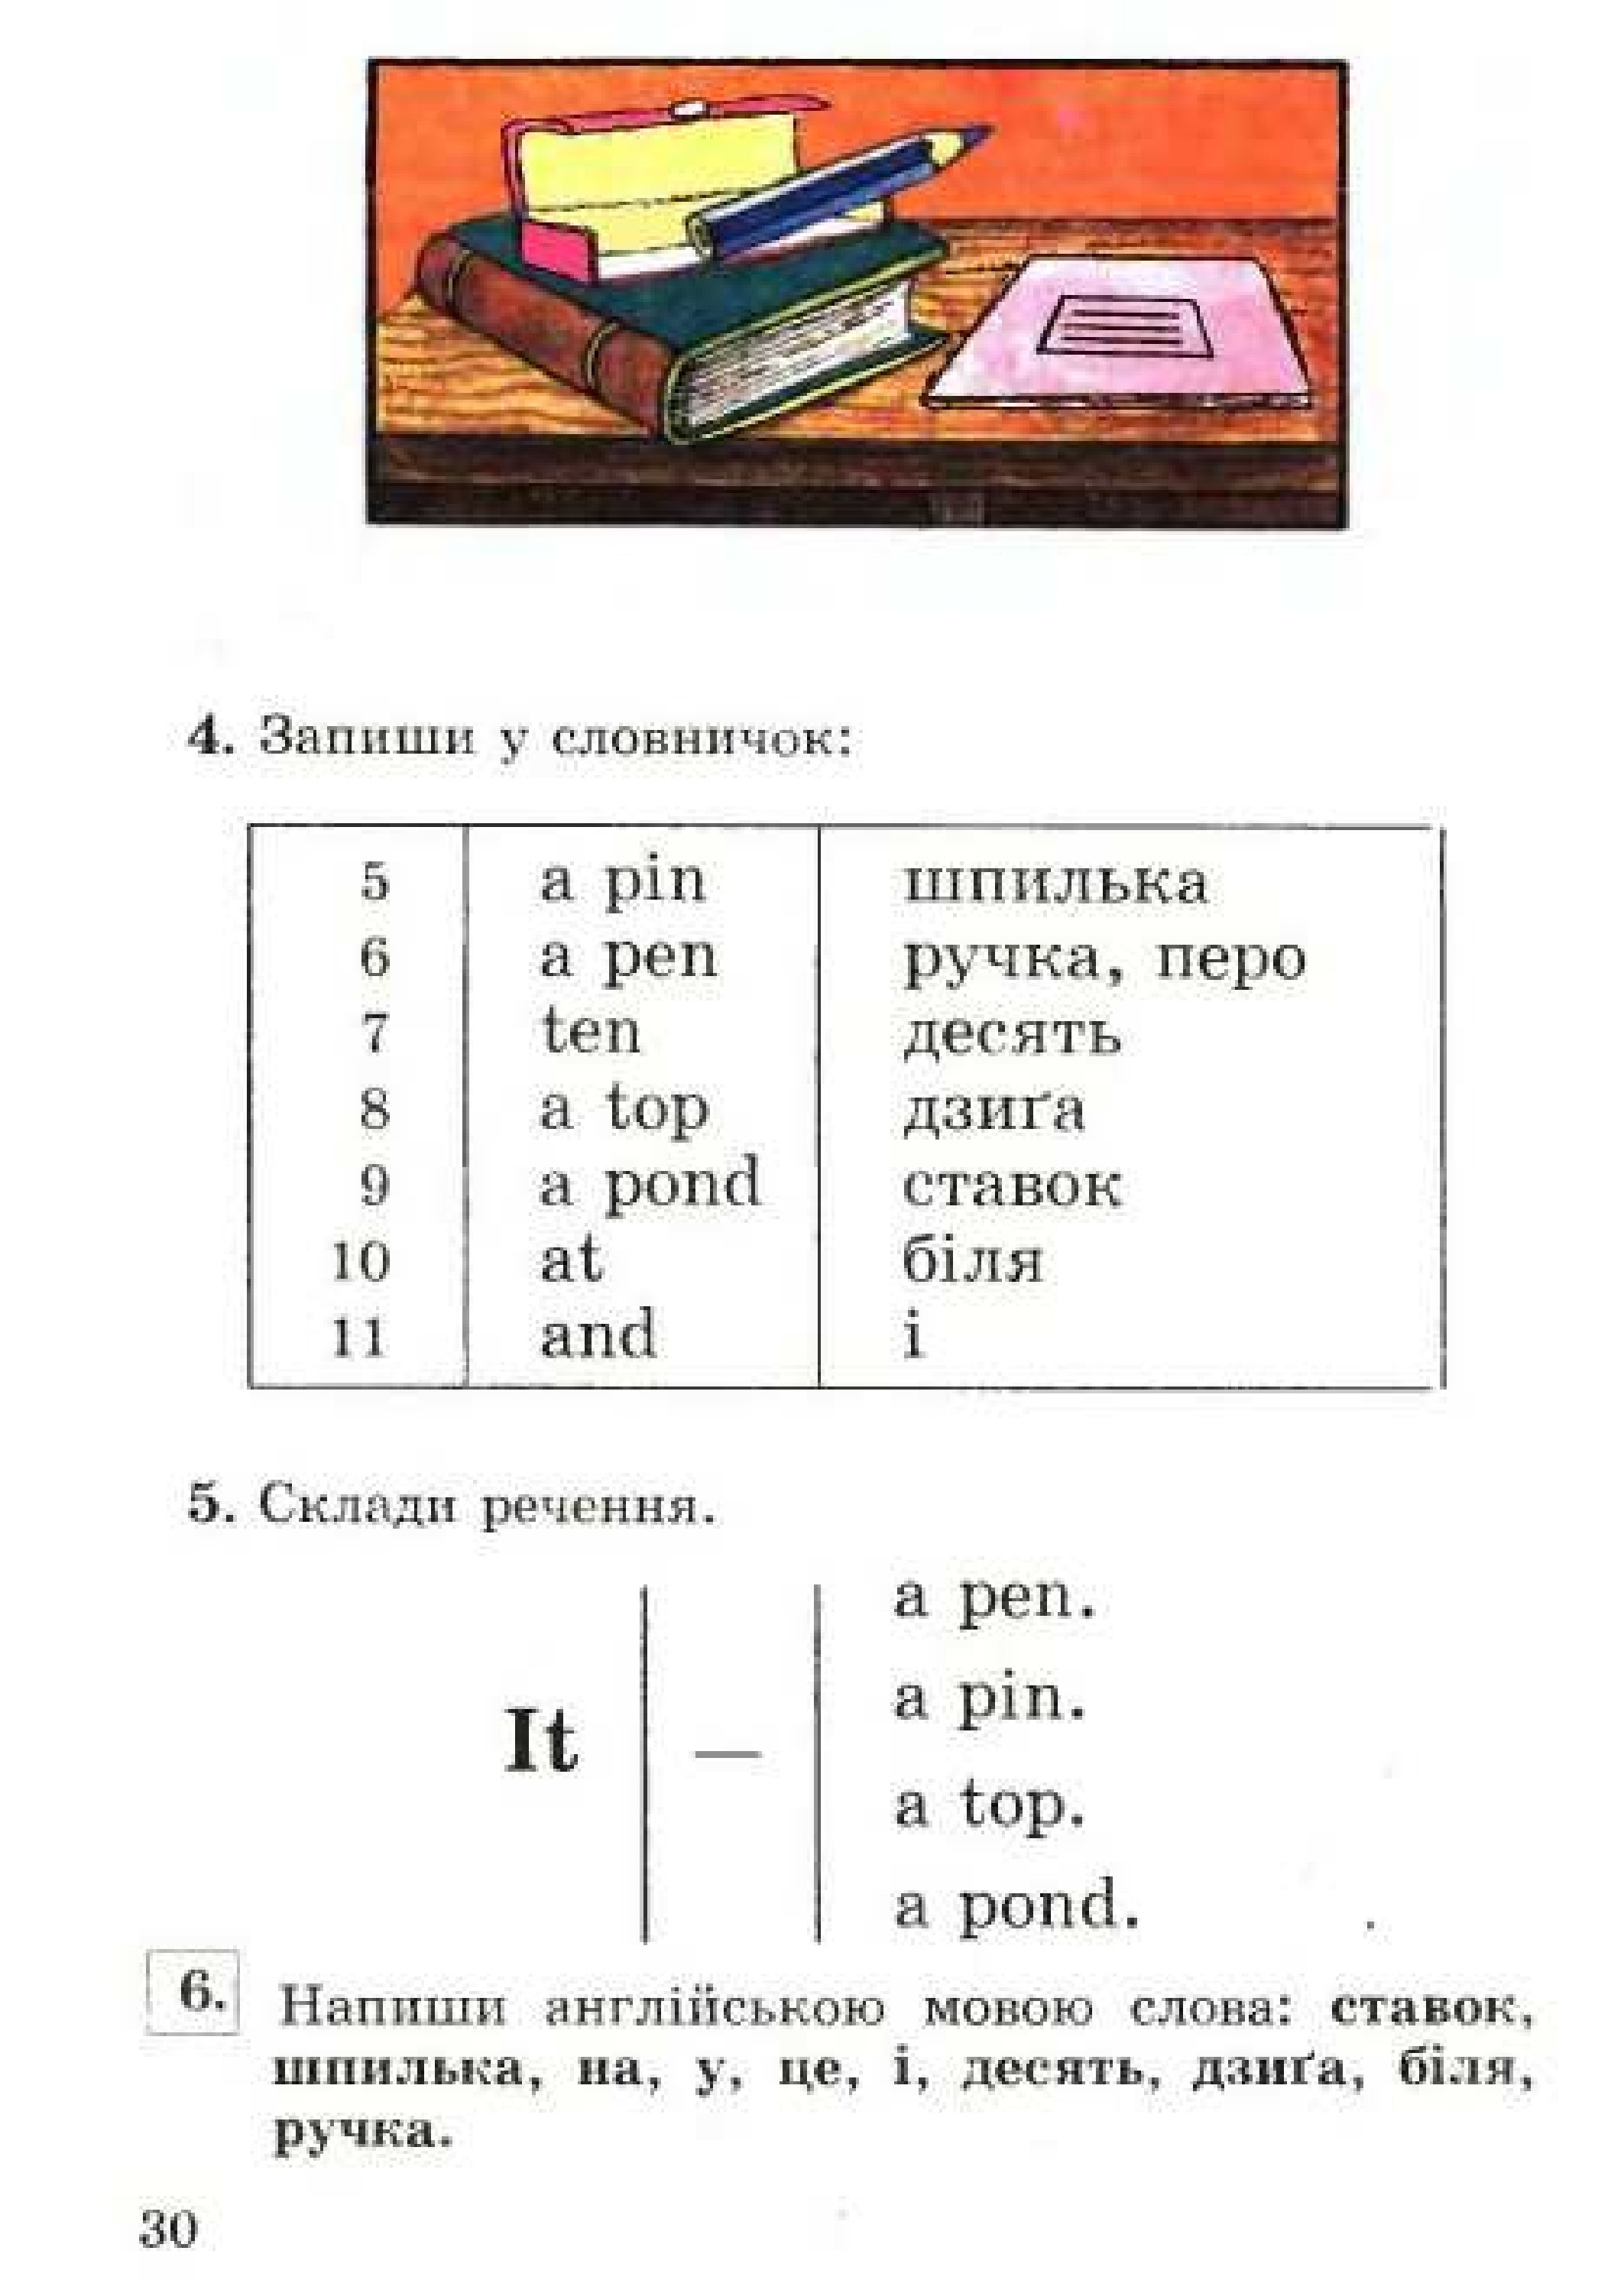 4. Запиши у словничок:
5 a pin шпилька
6 a pen ручка, перо
7 ten десять
8 a top дзиґа
9 a pond ставок
10 at біля
11 and і
5. Склади речення.
a pen.
a pin.
It —
a top.
a pond.
6. Напиши англійською мовою слова: ставок,
шпилька, на, у, це, і, десять, дзиґа, біля,
ручка.
30